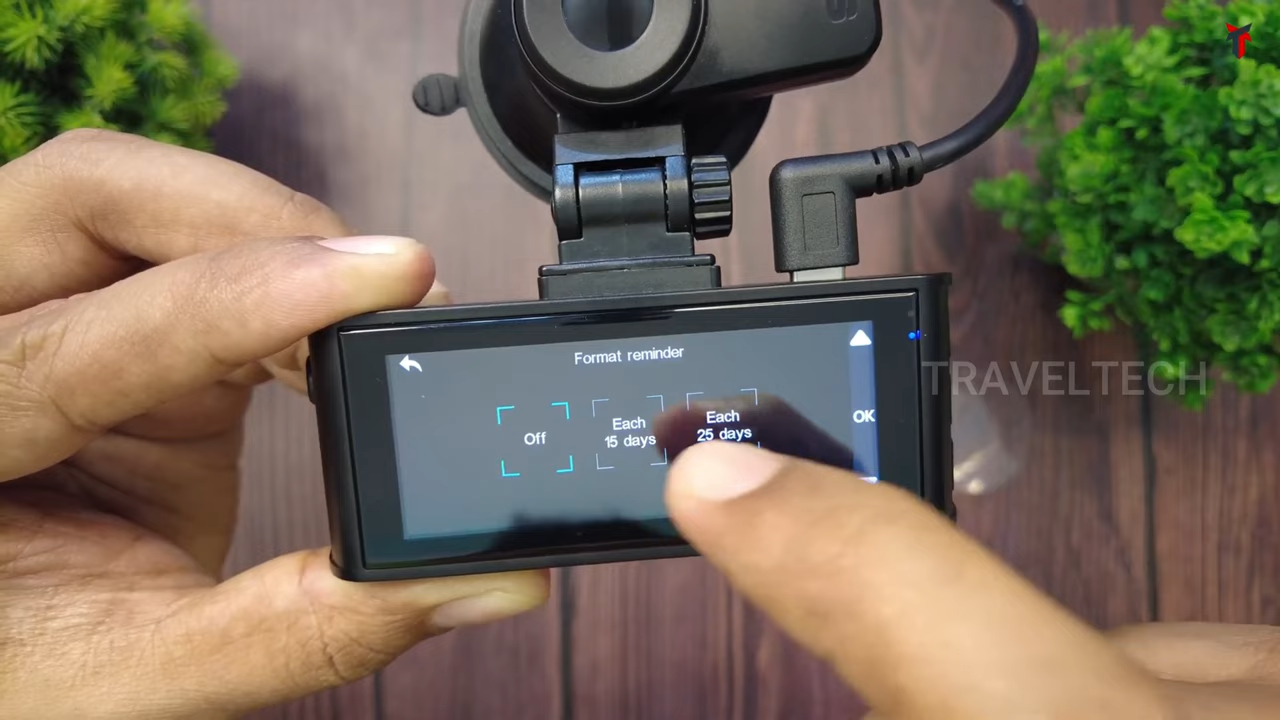 Format reminder
Off
Each
15 days
Each
25 days
OK
TRAVELTECH